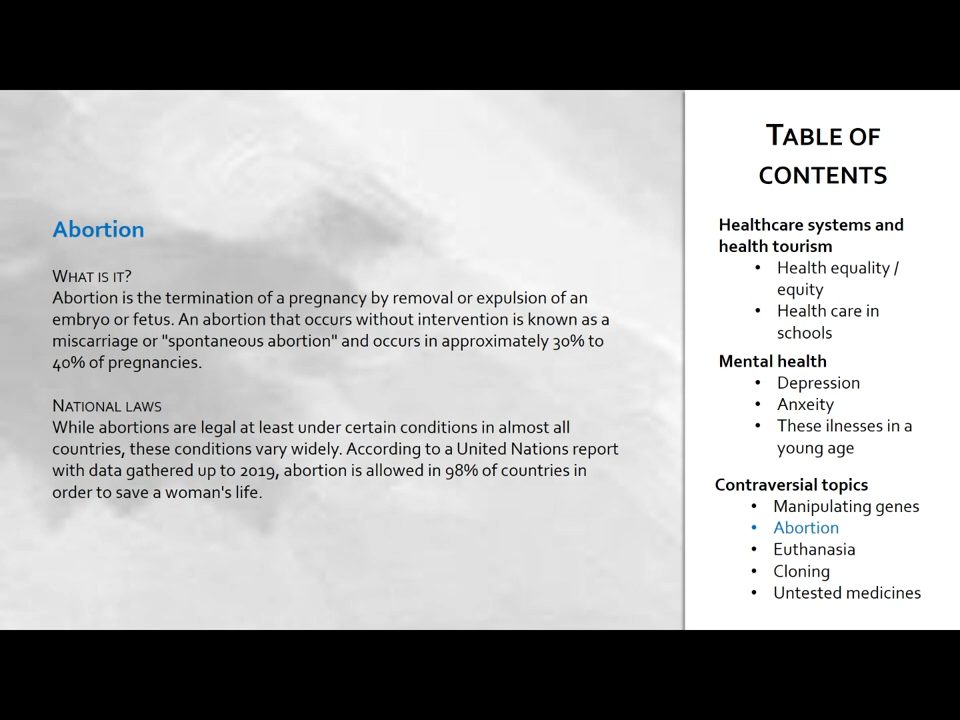 Abortion
WHAT IS IT?
Abortion is the termination of a pregnancy by removal or expulsion of an
embryo or fetus. An abortion that occurs without intervention is known as a
miscarriage or "spontaneous abortion" and occurs in approximately 30% to
40% of pregnancies.
NATIONAL LAWS
While abortions are legal at least under certain conditions in almost all
countries, these conditions vary widely. According to a United Nations report
with data gathered up to 2019, abortion is allowed in 98% of countries in
order to save a woman's life.
TABLE OF
CONTENTS
Healthcare systems and
health tourism
• Health equality /
equity
• Health care in
schools
Mental health
• Depression
• Anxeity
• These ilnesses in a
young age
Contraversial topics
• Manipulating genes
• Abortion
• Euthanasia
• Cloning
• Untested medicines